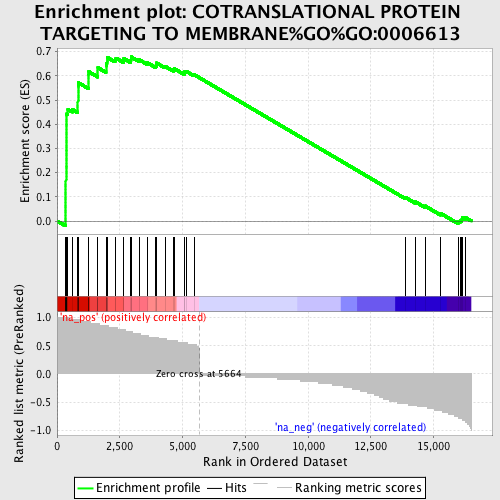 Enrichment plot: COTRANSLATIONAL PROTEIN
TARGETING TO MEMBRANE%GO%GO:0006613
Enrichment score (ES)
0.7
0.6
0.5
0.4
0.3
0.2
0.1
0.0
'na_pos' (positively correlated)
Ranked list metric (PreRanked)
1.0
0.5
0.0
-0.5
-1.0
Zero cross at 5664
'na_neg' (negatively correlated)
0
2,500
5,000
7,500
10,000
12,500
15,000
Rank in Ordered Dataset
Enrichment profile
Hits
Ranking metric scores